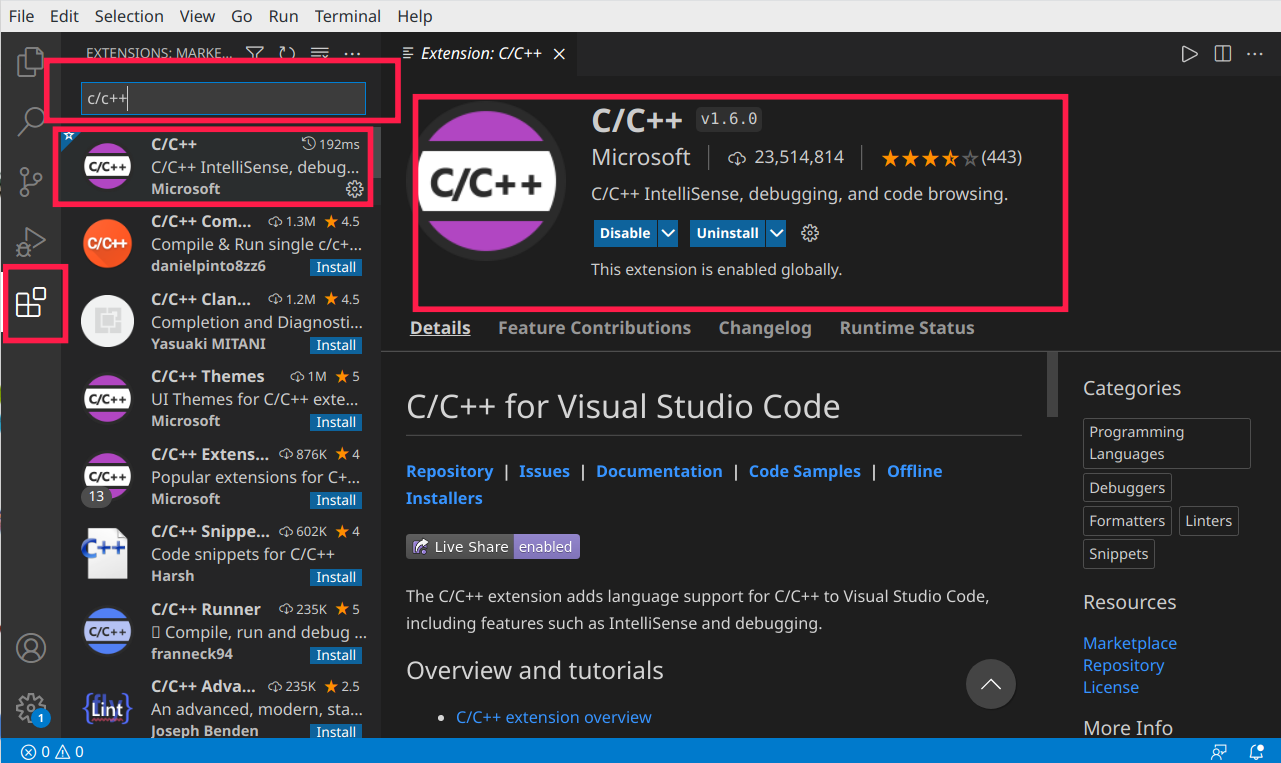 File Edit Selection View Go Run Terminal Help
EXTENSIONS: MARKE...
c/c++
C/C++ 192ms
C/C++ IntelliSense, debug...
Microsoft
C/C++
C/C++ Com... 1.3M 4.5
Compile & Run single c/c+...
danielpinto8zz6 Install
C/C++
C/C++ Clan... 1.2M 4.5
Completion and Diagnosti...
Yasuaki MITANI Install
C/C++ Themes 1M 5
UI Themes for C/C++ exte...
Microsoft Install
C/C++
C/C++ Extens... 876K 4
Popular extensions for C+...
Microsoft Install
C/C++
13
C/C++ Snippe... 602K 4
Code snippets for C/C++
Harsh Install
C++
C/C++ Runner 235K 5
Compile, run and debug ...
franneck94 Install
C/C++
C/C++ Adva... 235K 2.5
An advanced, modern, sta...
Joseph Benden Install
{fly}
Lint
1
Extension: C/C++
C/C++
C/C++ v1.6.0
Microsoft 23,514,814 (443)
C/C++ IntelliSense, debugging, and code browsing.
Disable Uninstall
This extension is enabled globally.
Details Feature Contributions Changelog Runtime Status
C/C++ for Visual Studio Code
Repository | Issues | Documentation | Code Samples | Offline
Installers
Live Share enabled
The C/C++ extension adds language support for C/C++ to Visual Studio Code,
including features such as IntelliSense and debugging.
Overview and tutorials
• C/C++ extension overview
Categories
Programming
Languages
Debuggers
Formatters Linters
Snippets
Resources
Marketplace
Repository
License
More Info
0 0